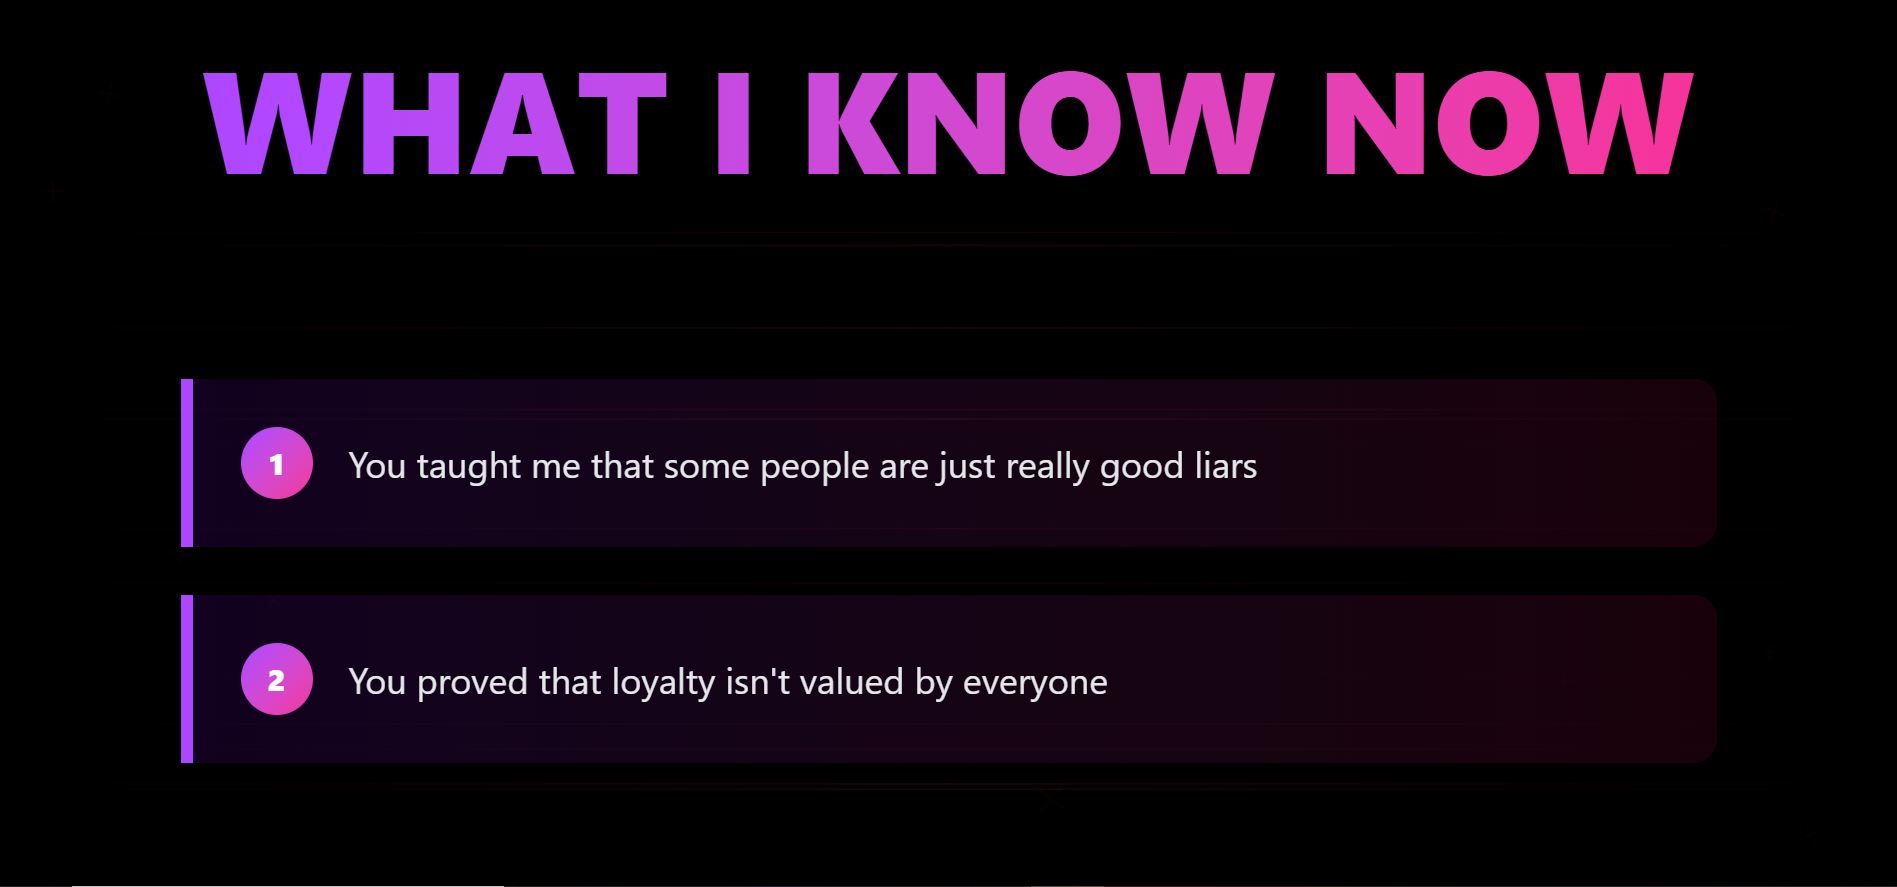 WHAT I KNOW NOW
1 You taught me that some people are just really good liars
2 You proved that loyalty isn't valued by everyone